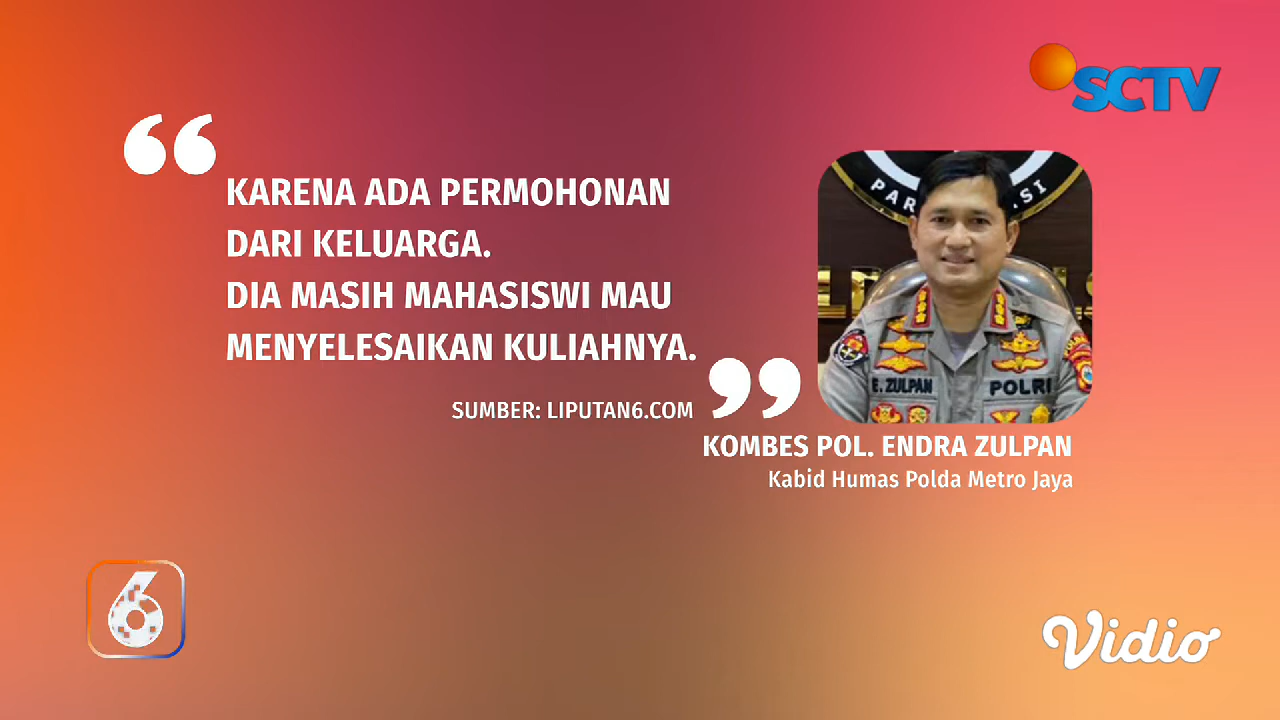 SCTV
“
KARENA ADA PERMOHONAN
DARI KELUARGA.
DIA MASIH MAHASISWI MAU
MENYELESAIKAN KULIAHNYA.
”
SUMBER: LIPUTAN6.COM
E. ZULPAN
POLRI
KOMBES POL. ENDRA ZULPAN
Kabid Humas Polda Metro Jaya
6
Vidio